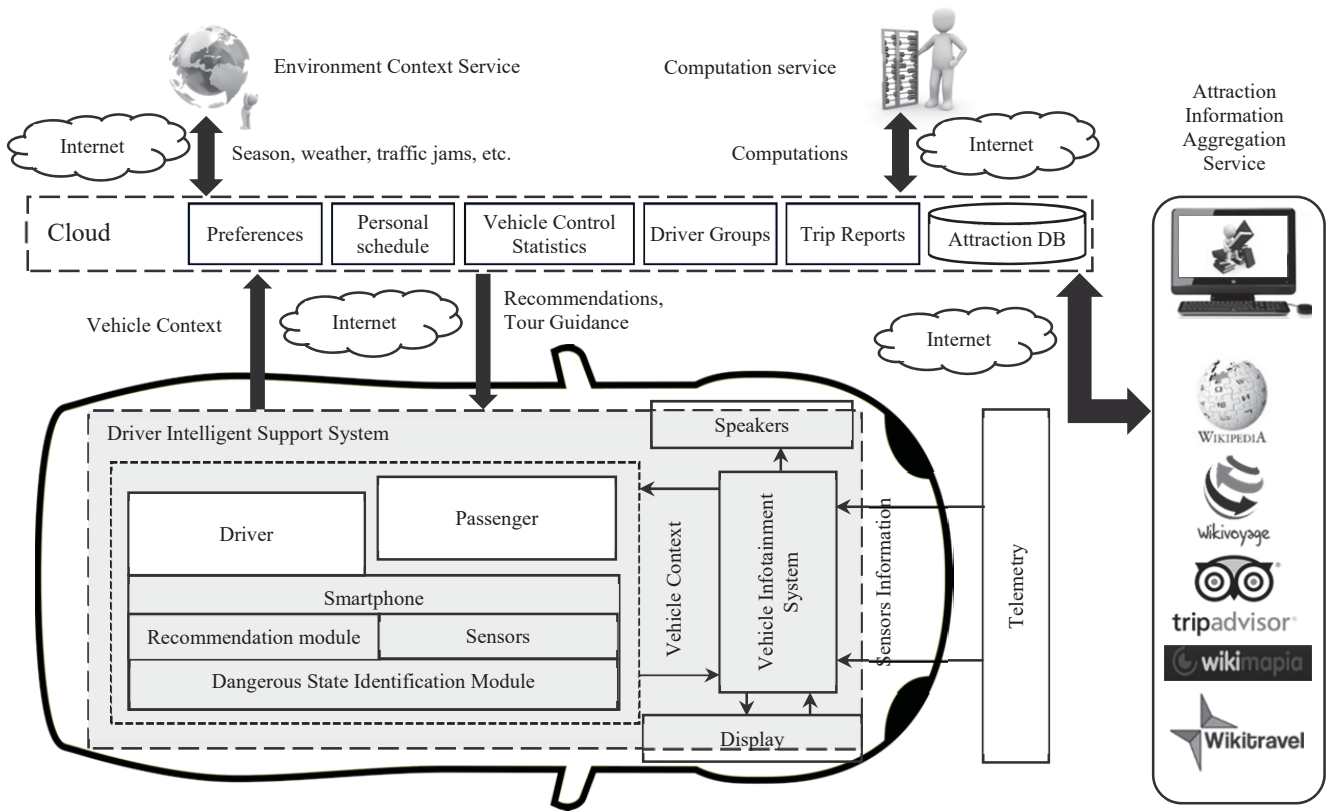 Environment Context Service
Computation service
Attraction
Information
Aggregation
Service
Internet
Season, weather, traffic jams, etc.
Computations
Internet
Cloud
Preferences
Personal
schedule
Vehicle Control
Statistics
Driver Groups
Trip Reports
Attraction DB
Vehicle Context
Internet
Recommendations,
Tour Guidance
Internet
Driver Intelligent Support System
Speakers
Driver
Passenger
Smartphone
Recommendation module
Sensors
Dangerous State Identification Module
Vehicle Context
Vehicle Infotainment
System
Sensors Information
Telemetry
Display
WIKIPEDIA
Wikivoyage
tripadvisor®
wikimapia
Wikitravel